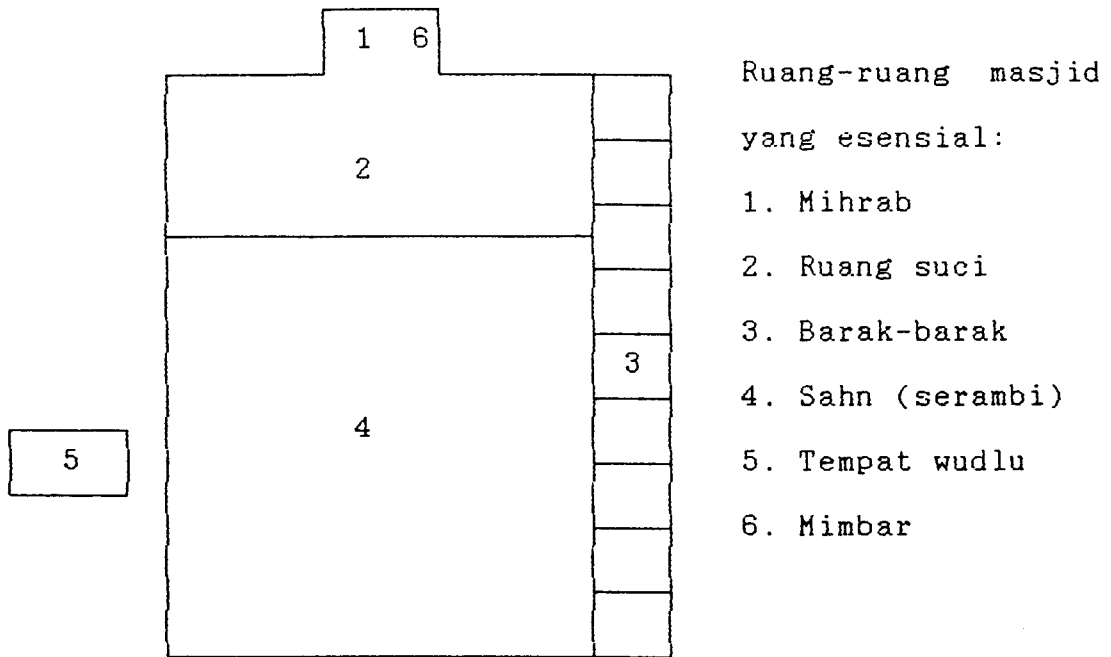 1 6
2
3
4
5
Ruang-ruang masjid
yang esensial:
1. Mihrab
2. Ruang suci
3. Barak-barak
4. Sahn (serambi)
5. Tempat wudlu
6. Mimbar